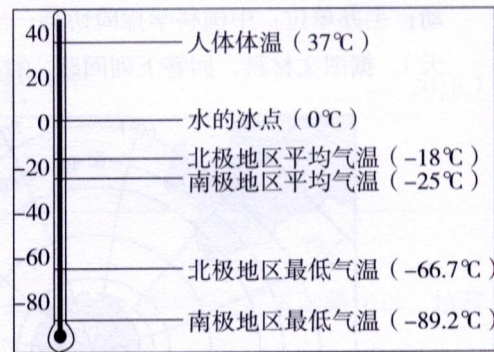 40
人体体温（37℃）
20
0
水的冰点（0℃）
北极地区平均气温（-18℃）
-20
南极地区平均气温（-25℃）
-40
-60
北极地区最低气温（-66.7℃）
-80
南极地区最低气温（-89.2℃）